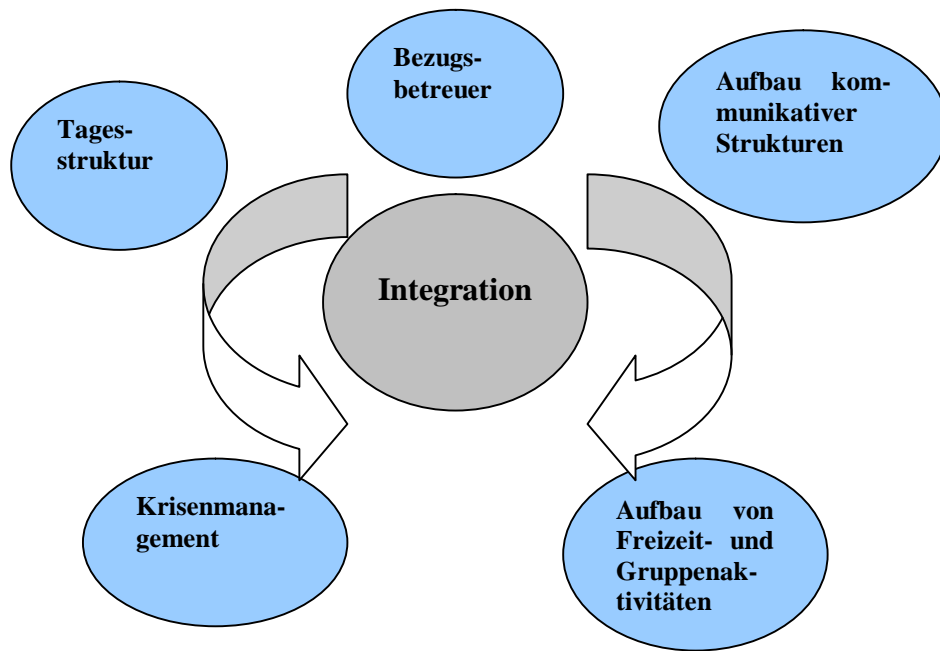 Bezugs-
betreuer
Tages-
struktur
Aufbau kom-
munikativer
Strukturen
Integration
Krisenmana-
gement
Aufbau von
Freizeit- und
Gruppenak-
tivitäten